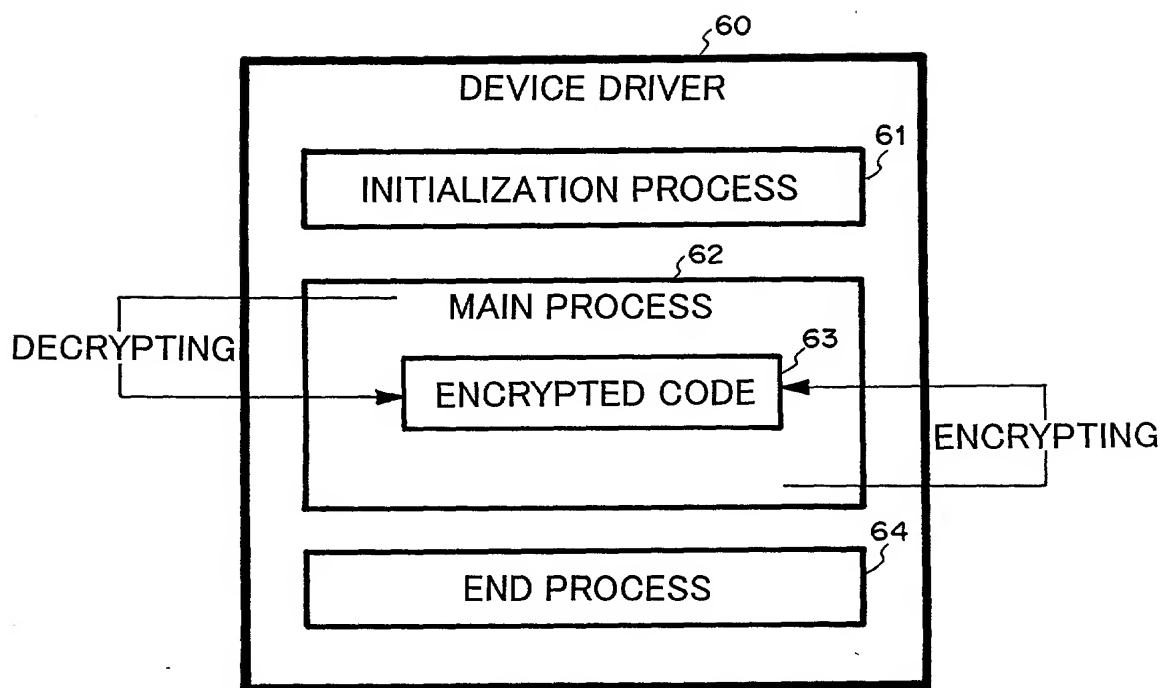 60
DEVICE DRIVER
61
INITIALIZATION PROCESS
62
MAIN PROCESS
DECRYPTING
63
ENCRYPTED CODE
ENCRYPTING
64
END PROCESS